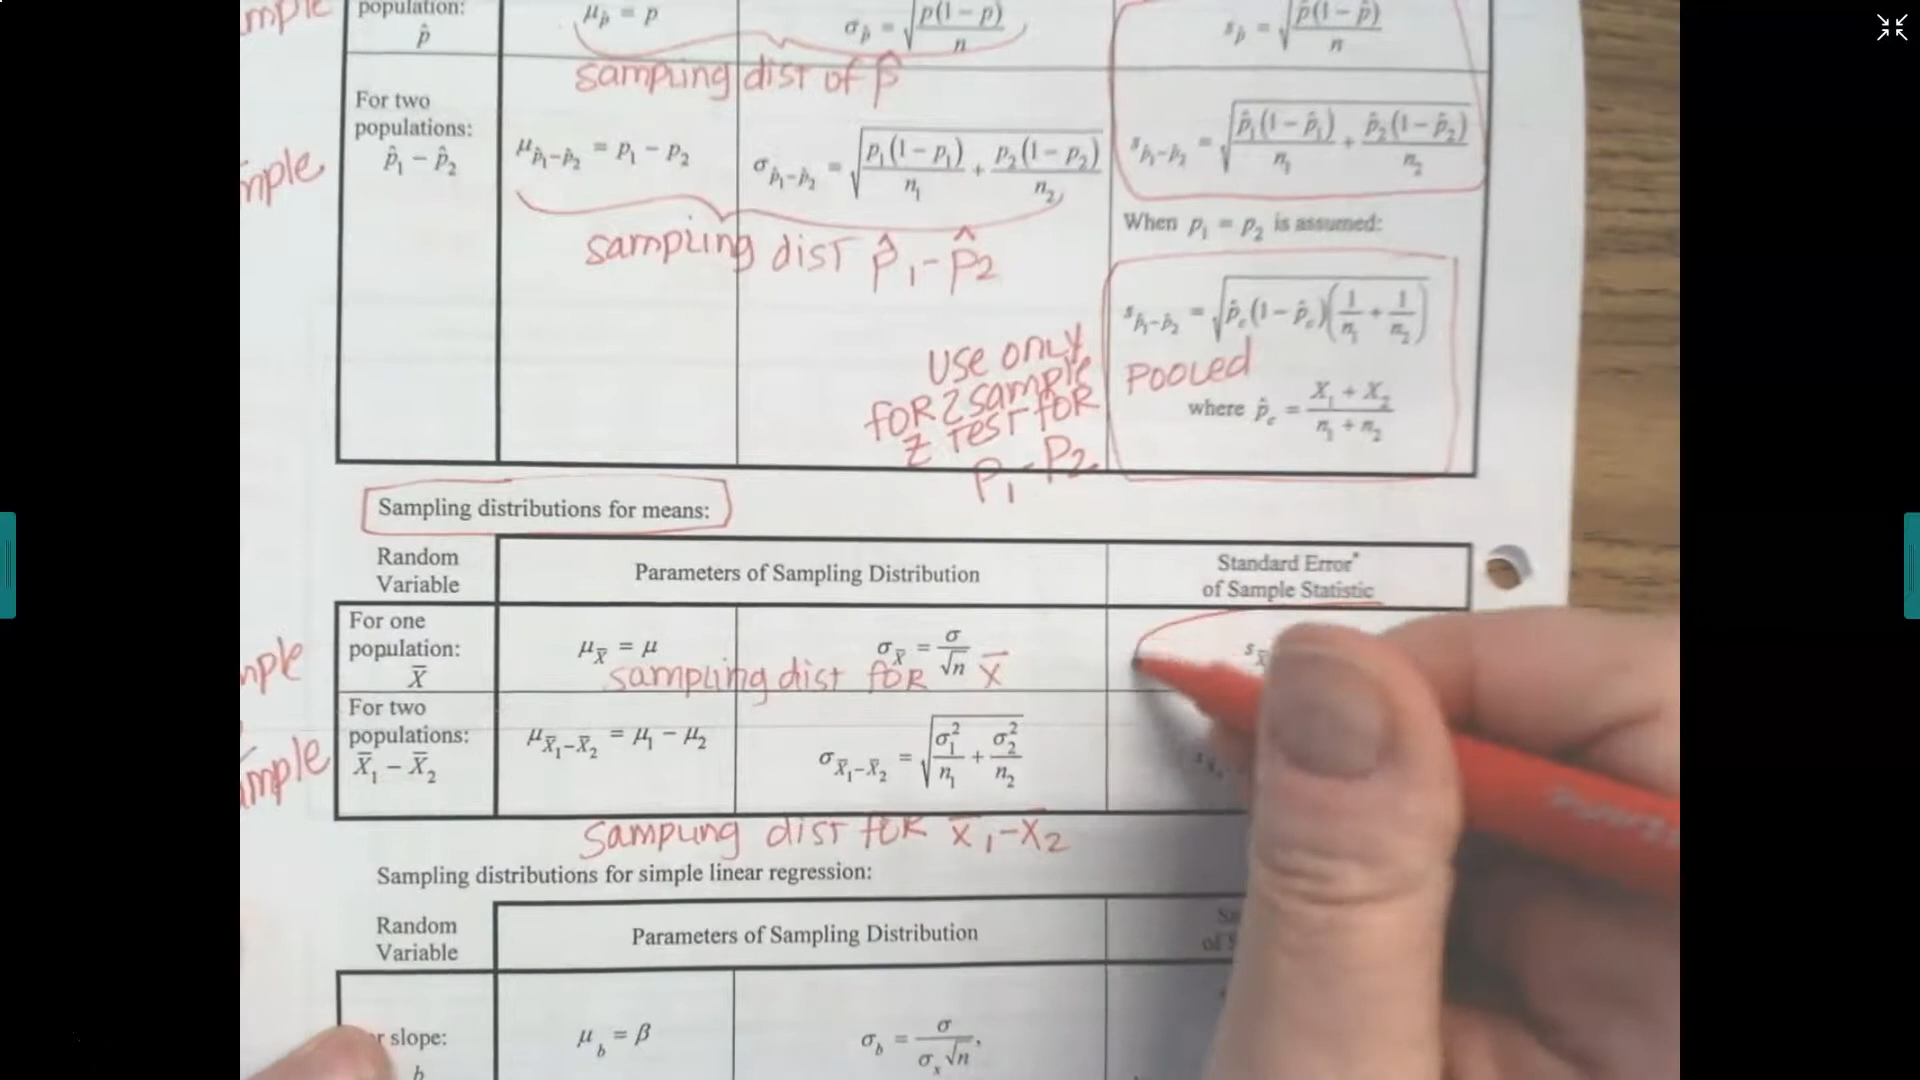 population:
p̂
μ_p̂ = p
σ_p̂ = √(p(1 − p)/n)
s_p̂ = √(p̂(1 − p̂)/n)
sampling dist of p̂
For two
populations:
p̂₁ − p̂₂
μ_p̂₁−p̂₂ = p₁ − p₂
σ_p̂₁−p̂₂ = √(p₁(1 − p₁)/n₁ + p₂(1 − p₂)/n₂)
s_p̂₁−p̂₂ = √(p̂₁(1 − p̂₁)/n₁ + p̂₂(1 − p̂₂)/n₂)
sampling dist p̂₁ - p̂₂
When p₁ = p₂ is assumed:
s_p̂₁−p̂₂ = √(p̂_c(1 − p̂_c)(1/n₁ + 1/n₂))
USE only
FOR 2 sample
Z TEST FOR
P₁ - P₂
POOLED
where p̂_c = (X₁ + X₂)/(n₁ + n₂)
Sampling distributions for means:
Random
Variable
Parameters of Sampling Distribution
Standard Error*
of Sample Statistic
For one
population:
X̄
μ_X̄ = μ
σ_X̄ = σ/√n
sampling dist FOR x̄
For two
populations:
X̄₁ − X̄₂
μ_X̄₁−X̄₂ = μ₁ − μ₂
σ_X̄₁−X̄₂ = √(σ₁²/n₁ + σ₂²/n₂)
sampling dist FOR x̄₁ - x̄₂
Sampling distributions for simple linear regression:
Random
Variable
Parameters of Sampling Distribution
slope:
b
μ_b = β
σ_b = σ/(σ_x√n),